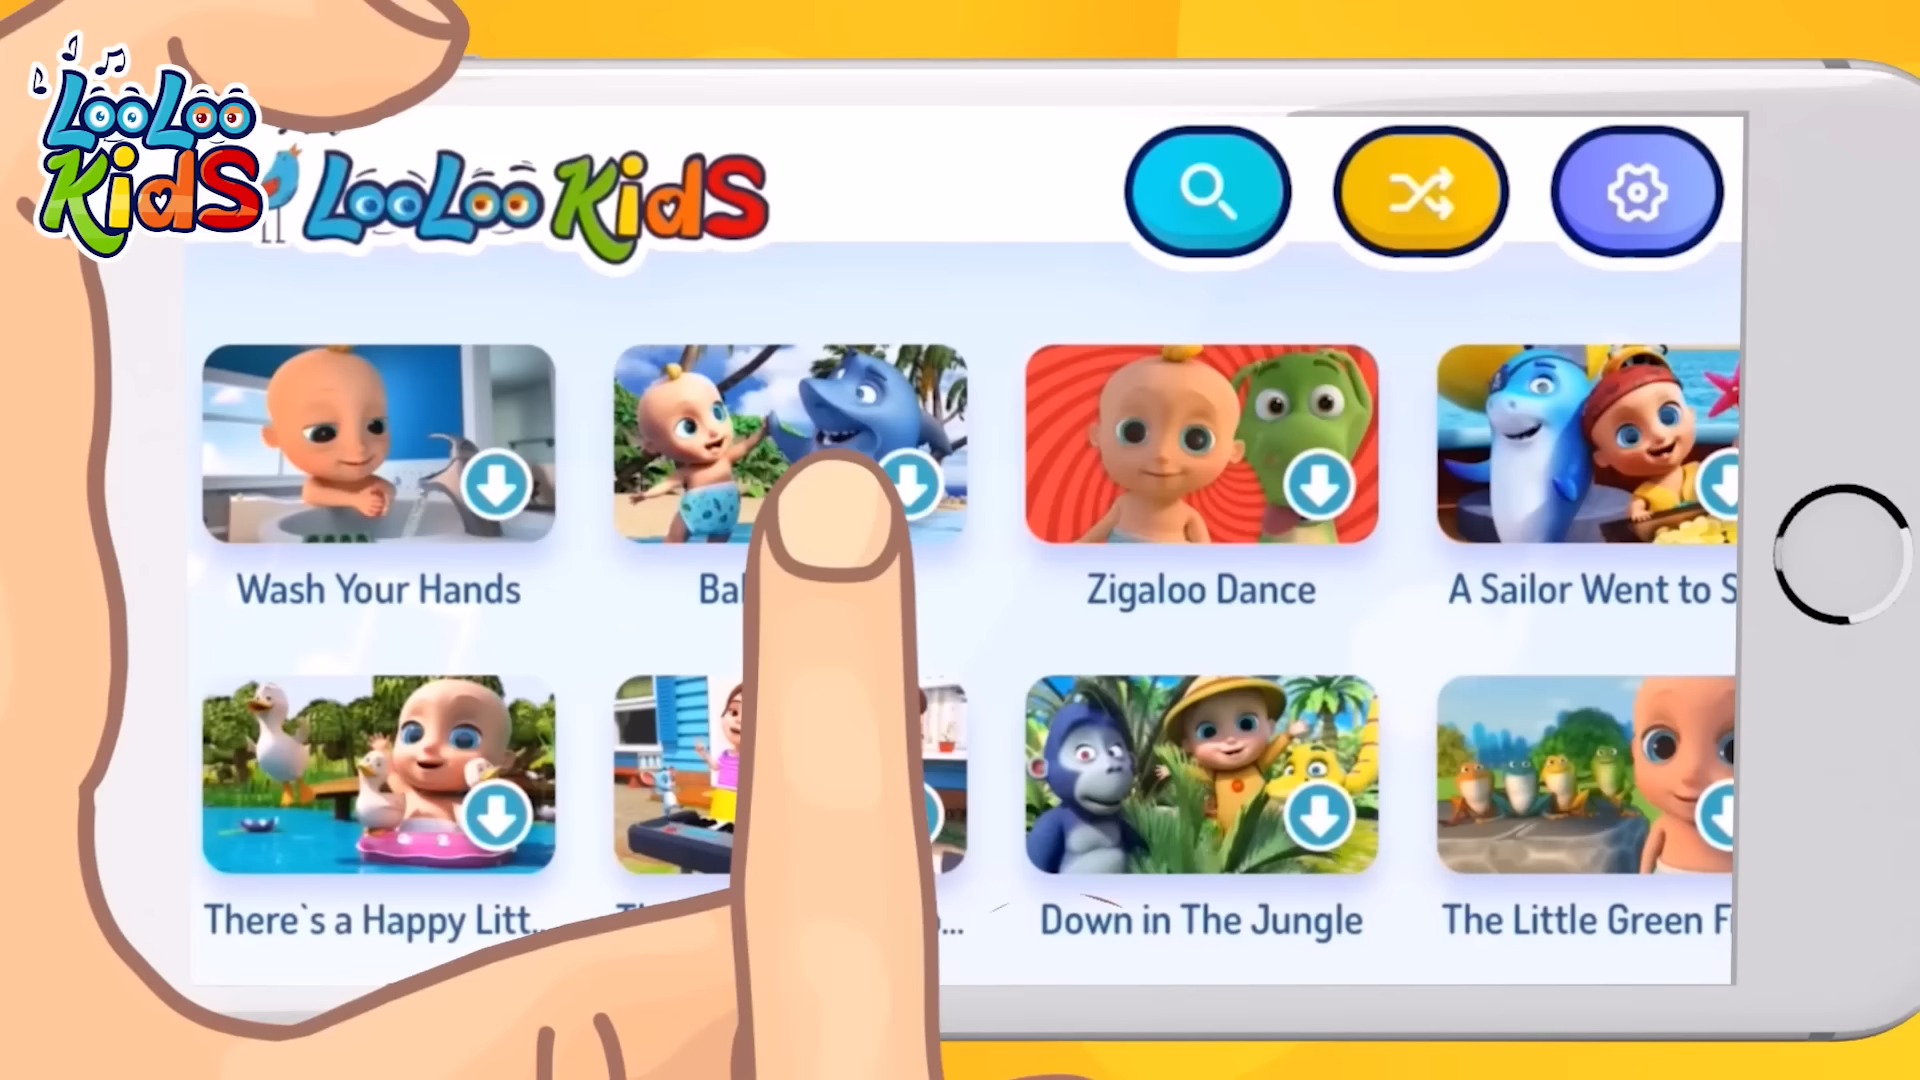 LooLoo
KidS
LooLoo KidS
Wash Your Hands
Zigaloo Dance
A Sailor Went to S
There`s a Happy Litt...
Down in The Jungle
The Little Green F